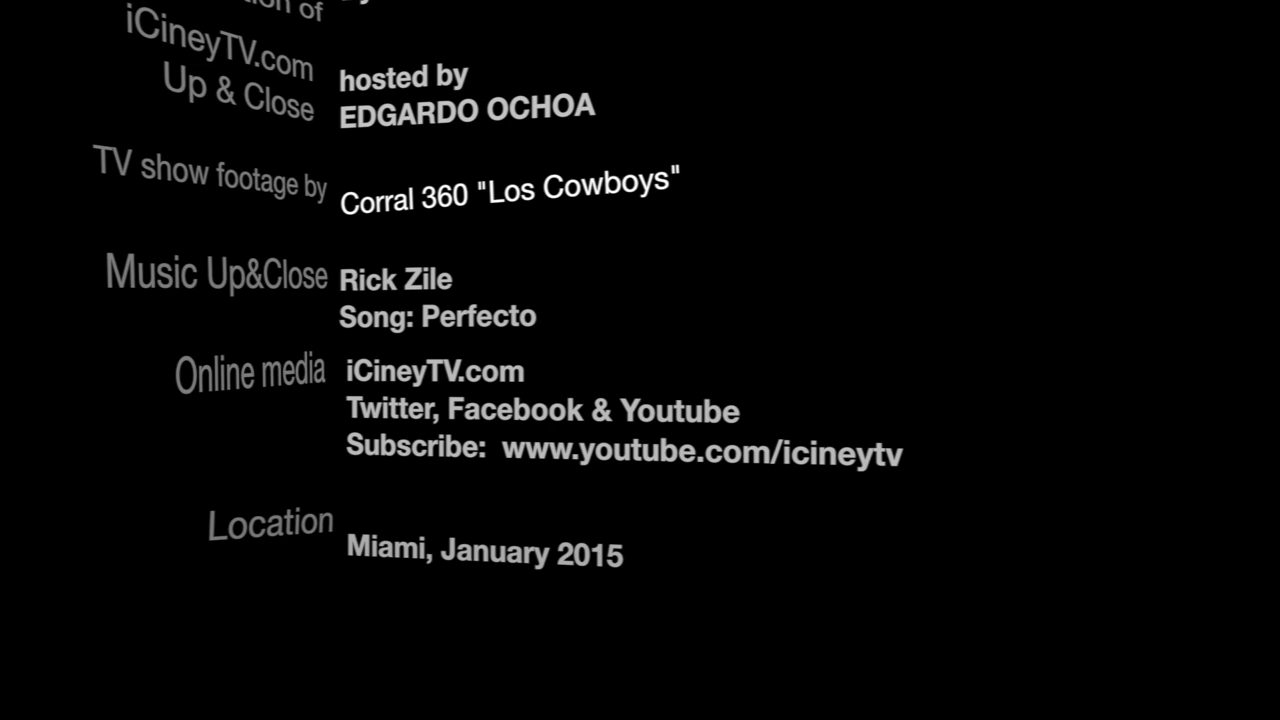 of
iCineyTV.com
Up & Close
hosted by
EDGARDO OCHOA
TV show footage by
Corral 360 "Los Cowboys"
Music Up&Close
Rick Zile
Song: Perfecto
Online media
iCineyTV.com
Twitter, Facebook & Youtube
Subscribe: www.youtube.com/icineytv
Location
Miami, January 2015